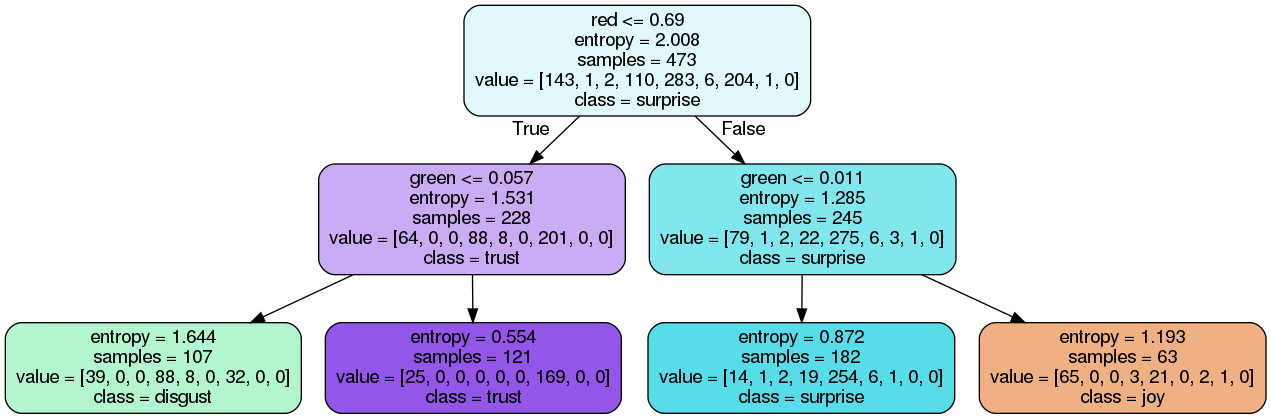 red <= 0.69
entropy = 2.008
samples = 473
value = [143, 1, 2, 110, 283, 6, 204, 1, 0]
class = surprise
True
False
green <= 0.057
entropy = 1.531
samples = 228
value = [64, 0, 0, 88, 8, 0, 201, 0, 0]
class = trust
green <= 0.011
entropy = 1.285
samples = 245
value = [79, 1, 2, 22, 275, 6, 3, 1, 0]
class = surprise
entropy = 1.644
samples = 107
value = [39, 0, 0, 88, 8, 0, 32, 0, 0]
class = disgust
entropy = 0.554
samples = 121
value = [25, 0, 0, 0, 0, 0, 169, 0, 0]
class = trust
entropy = 0.872
samples = 182
value = [14, 1, 2, 19, 254, 6, 1, 0, 0]
class = surprise
entropy = 1.193
samples = 63
value = [65, 0, 0, 3, 21, 0, 2, 1, 0]
class = joy